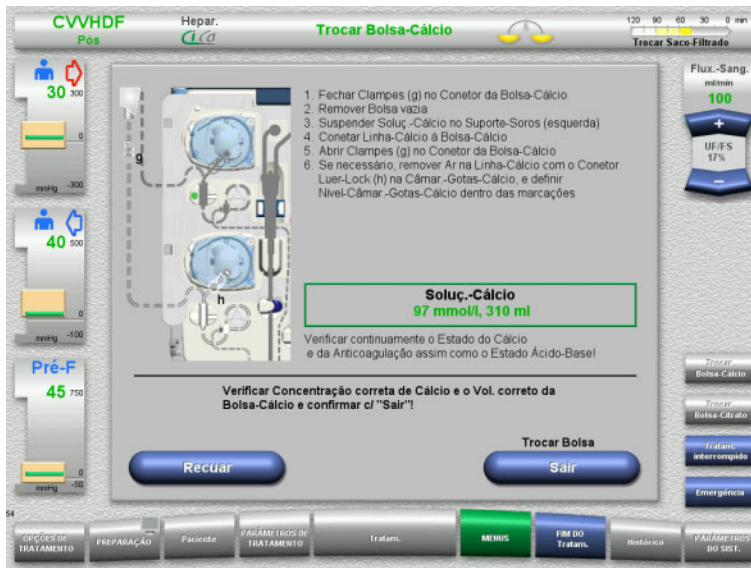 CVVHDF
Pós
Hepar.
CiCa
Trocar Bolsa-Cálcio
120 90 60 30 0 min
Trocar Saco-Filtrado
30 300
0
mmHg -300
40 500
0
mmHg -100
Pré-F
45 750
0
mmHg -50
g
h
1. Fechar Clampes (g) no Conetor da Bolsa-Cálcio
2. Remover Bolsa vazia
3. Suspender Soluç.-Cálcio no Suporte-Soros (esquerda)
4. Conetar Linha-Cálcio á Bolsa-Cálcio
5. Abrir Clampes (g) no Conetor da Bolsa-Cálcio
6. Se necessário, remover Ar na Linha-Cálcio com o Conetor
Luer-Lock (h) na Câmar.-Gotas-Cálcio, e definir
Nivel-Câmar.-Gotas-Cálcio dentro das marcações
Soluç.-Cálcio
97 mmol/l, 310 ml
Verificar continuamente o Estado do Cálcio
e da Anticoagulação assim como o Estado Ácido-Base!
Verificar Concentração correta de Cálcio e o Vol. correto da
Bolsa-Cálcio e confirmar c/ "Sair"!
Trocar Bolsa
Recuar
Sair
Flux.-Sang.
ml/min
100
+
UF/FS
17%
−
Trocar
Bolsa-Cálcio
Trocar
Bolsa-Citrato
Tratam.
interrompido
Emergência
54
OPÇÕES DE
TRATAMENTO
PREPARAÇÃO
Paciente
PARÂMETROS DE
TRATAMENTO
Tratam.
MENUS
FIM DO
Tratam.
Histórico
PARÂMETROS
DO SIST.